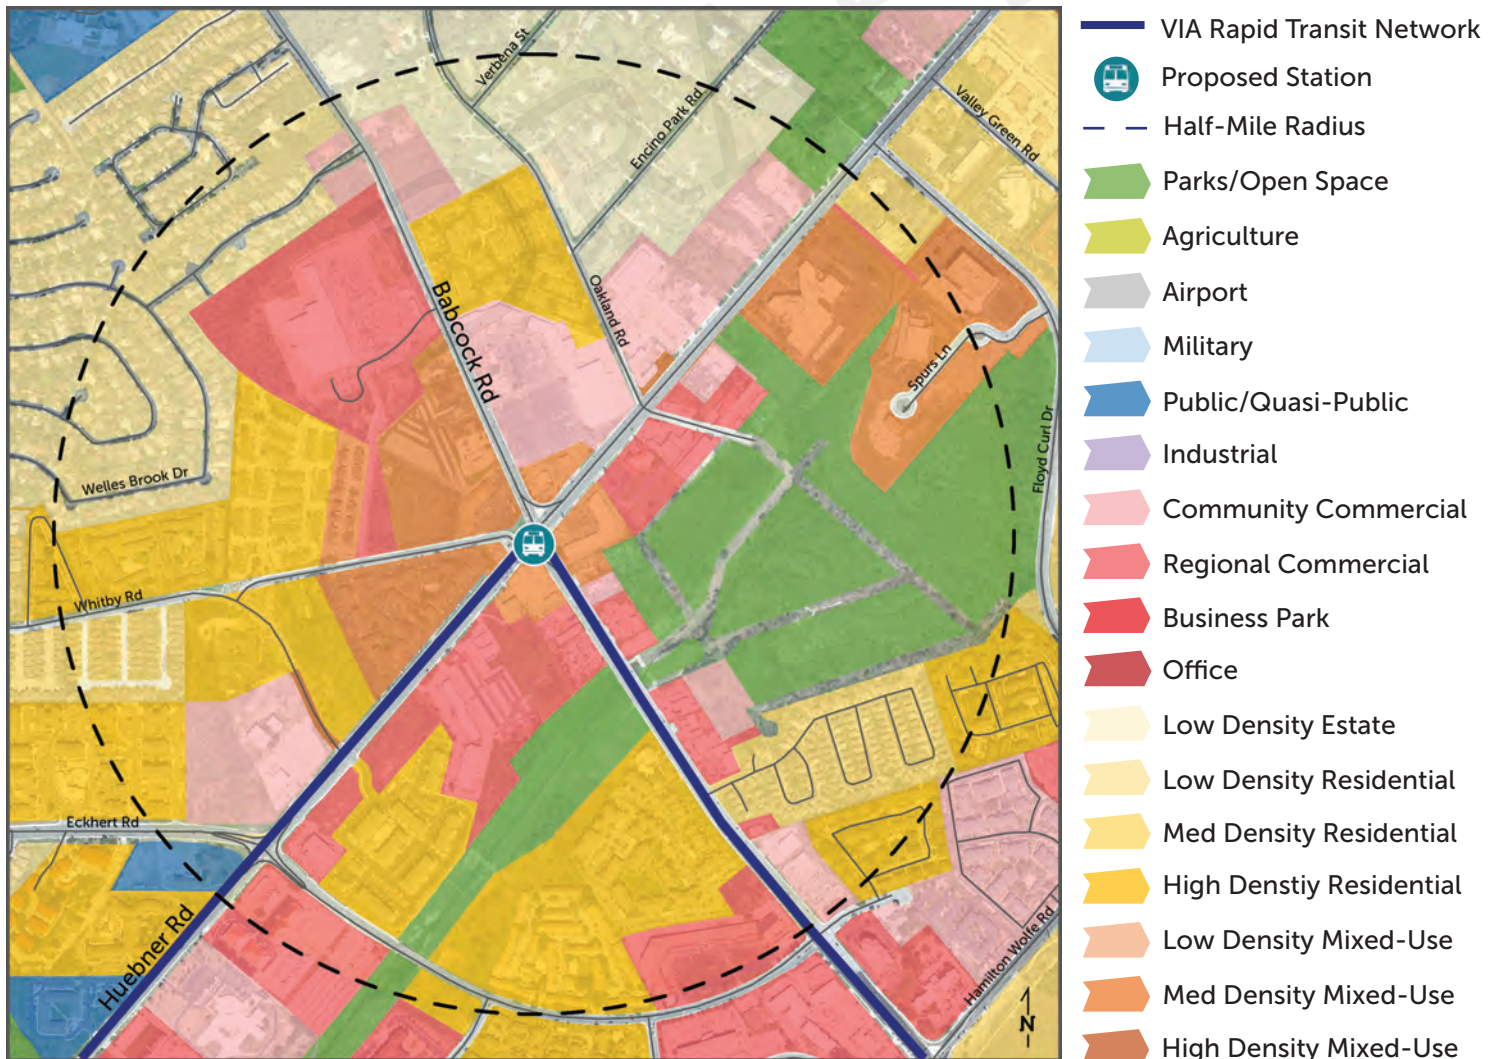 Verbena St
Encino Park Rd
Valley Green Rd
Babcock Rd
Oakland Rd
Spurs Ln
Floyd Curl Dr
Welles Brook Dr
Whitby Rd
Eckhert Rd
Huebner Rd
Hamilton Wolfe Rd
N
VIA Rapid Transit Network
Proposed Station
Half-Mile Radius
Parks/Open Space
Agriculture
Airport
Military
Public/Quasi-Public
Industrial
Community Commercial
Regional Commercial
Business Park
Office
Low Density Estate
Low Density Residential
Med Density Residential
High Denstiy Residential
Low Density Mixed-Use
Med Density Mixed-Use
High Density Mixed-Use